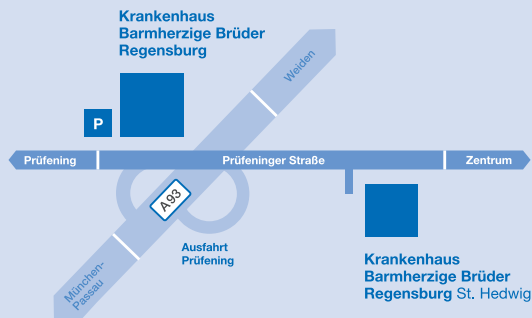 Krankenhaus
Barmherzige Brüder
Regensburg
Weiden
P
Prüfening
Prüfeninger Straße
Zentrum
A93
Ausfahrt
Prüfening
München-
Passau
Krankenhaus
Barmherzige Brüder
Regensburg St. Hedwig